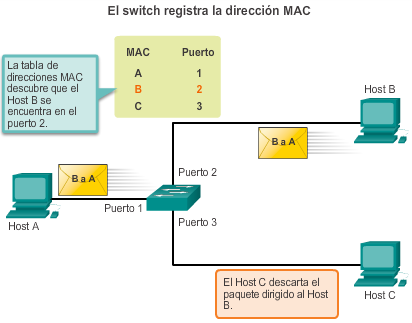 El switch registra la dirección MAC
La tabla de
direcciones MAC
descubre que el
Host B se
encuentra en el
puerto 2.
MAC Puerto
A 1
B 2
C 3
Host B
B a A
Puerto 2
B a A
Puerto 1
Host A
Puerto 3
El Host C descarta el
paquete dirigido al Host
B.
Host C